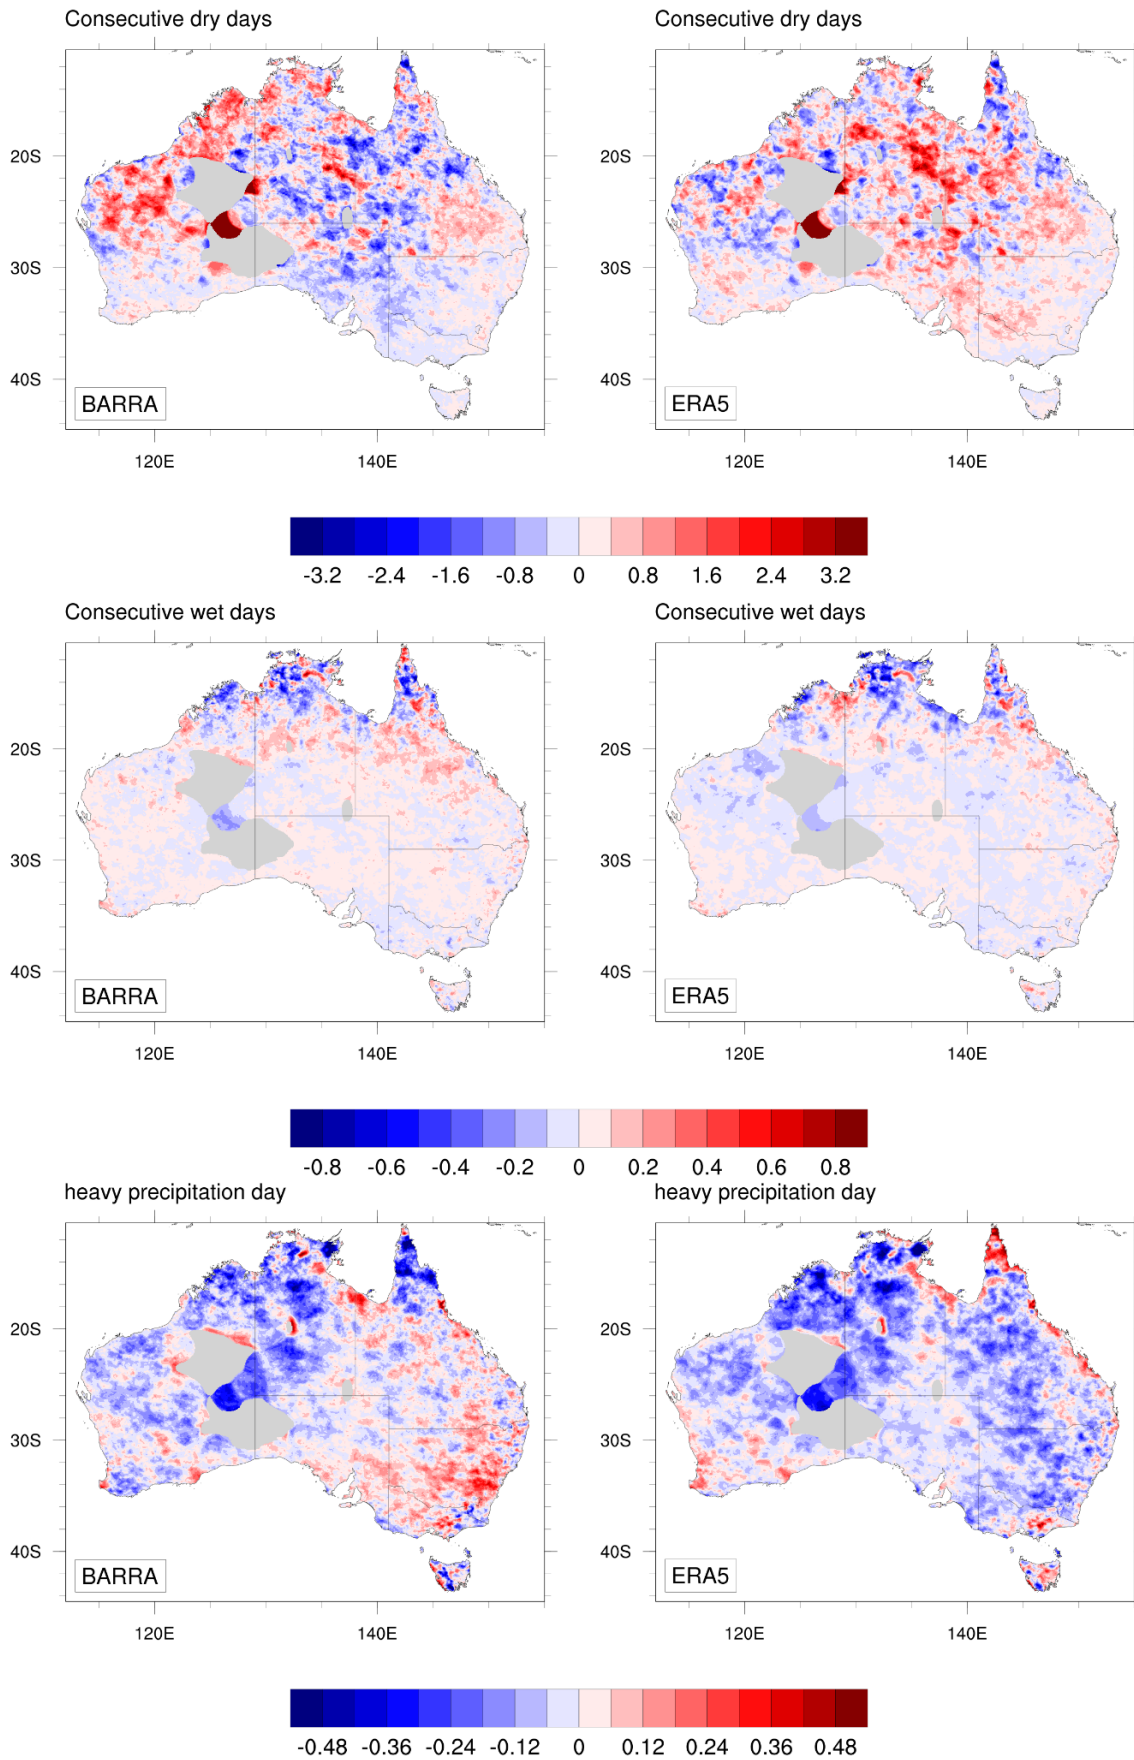 Consecutive dry days Consecutive dry days
20S 20S
30S 30S
40S 40S
BARRA ERA5
120E 140E 120E 140E
-3.2 -2.4 -1.6 -0.8 0 0.8 1.6 2.4 3.2
Consecutive wet days Consecutive wet days
20S 20S
30S 30S
40S 40S
BARRA ERA5
120E 140E 120E 140E
-0.8 -0.6 -0.4 -0.2 0 0.2 0.4 0.6 0.8
heavy precipitation day heavy precipitation day
20S 20S
30S 30S
40S 40S
BARRA ERA5
120E 140E 120E 140E
-0.48 -0.36 -0.24 -0.12 0 0.12 0.24 0.36 0.48